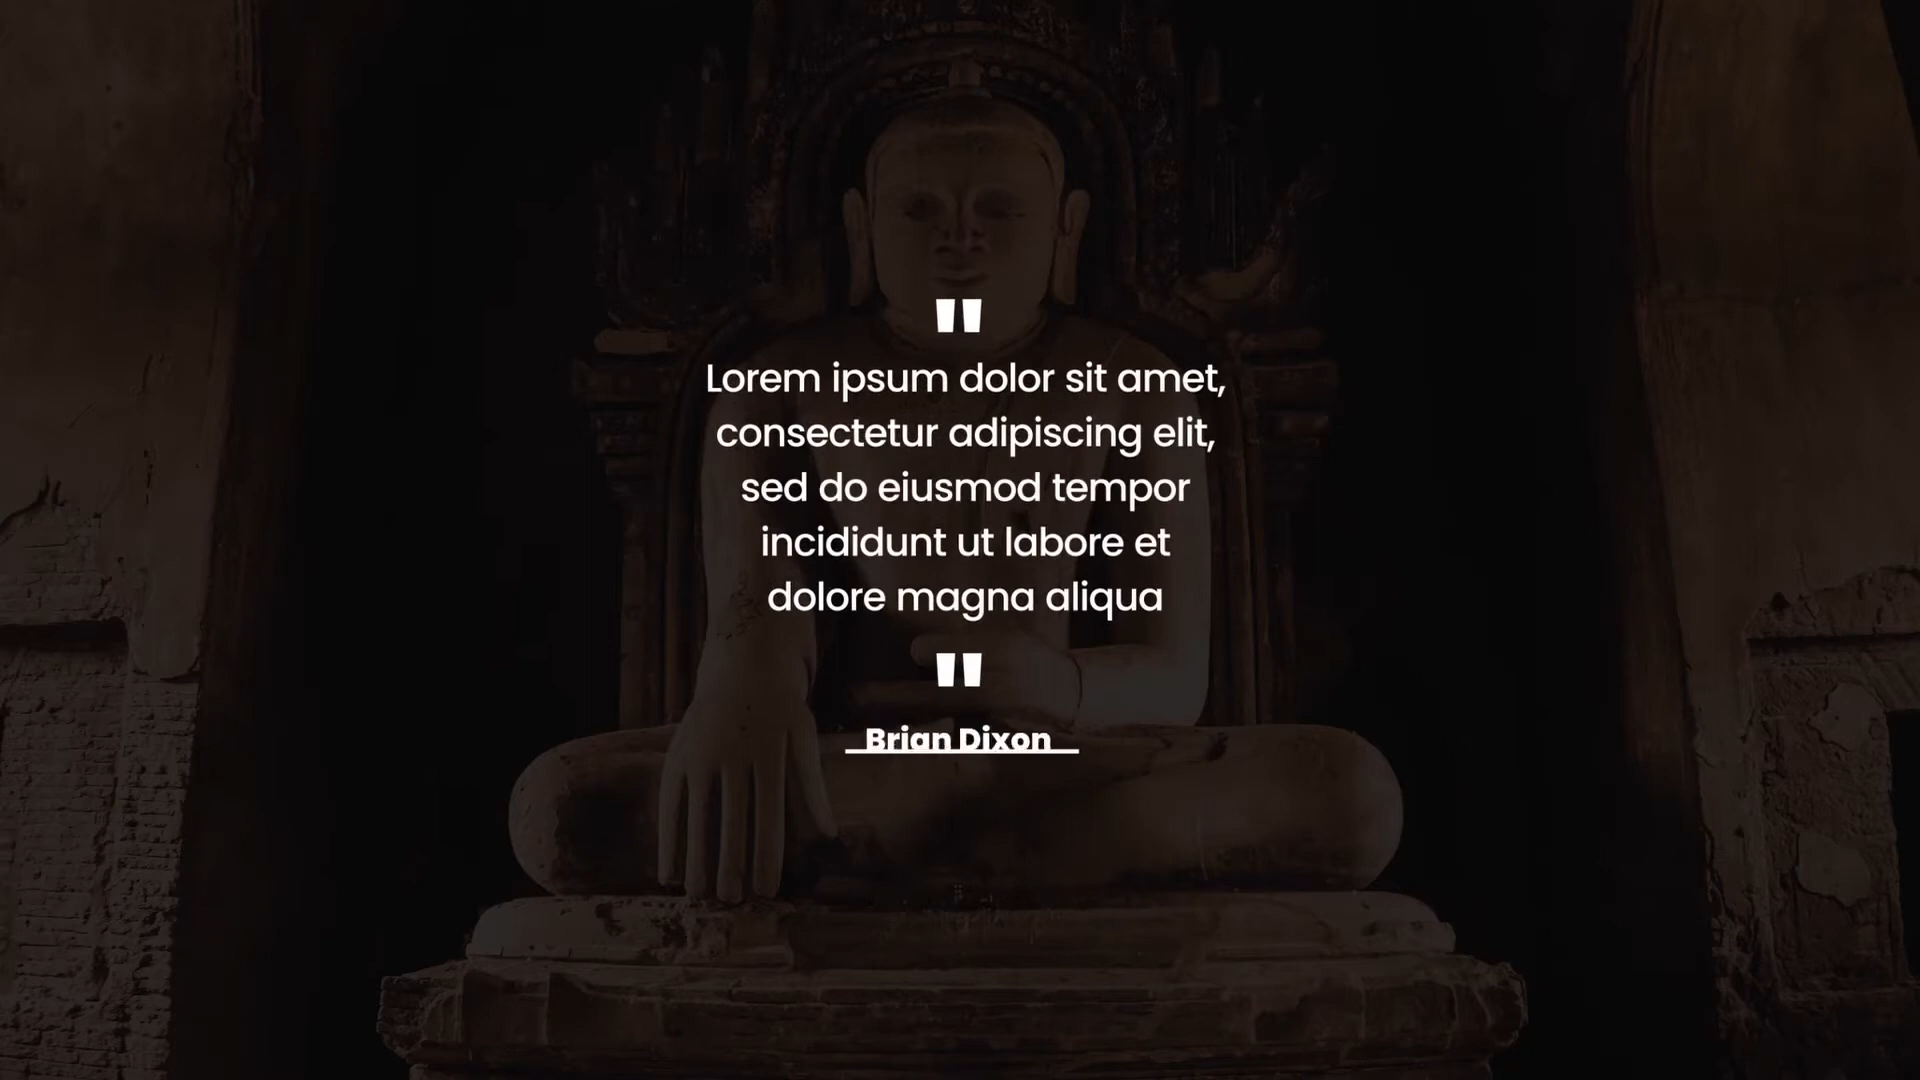 "
Lorem ipsum dolor sit amet,
consectetur adipiscing elit,
sed do eiusmod tempor
incididunt ut labore et
dolore magna aliqua
"
Brian Dixon